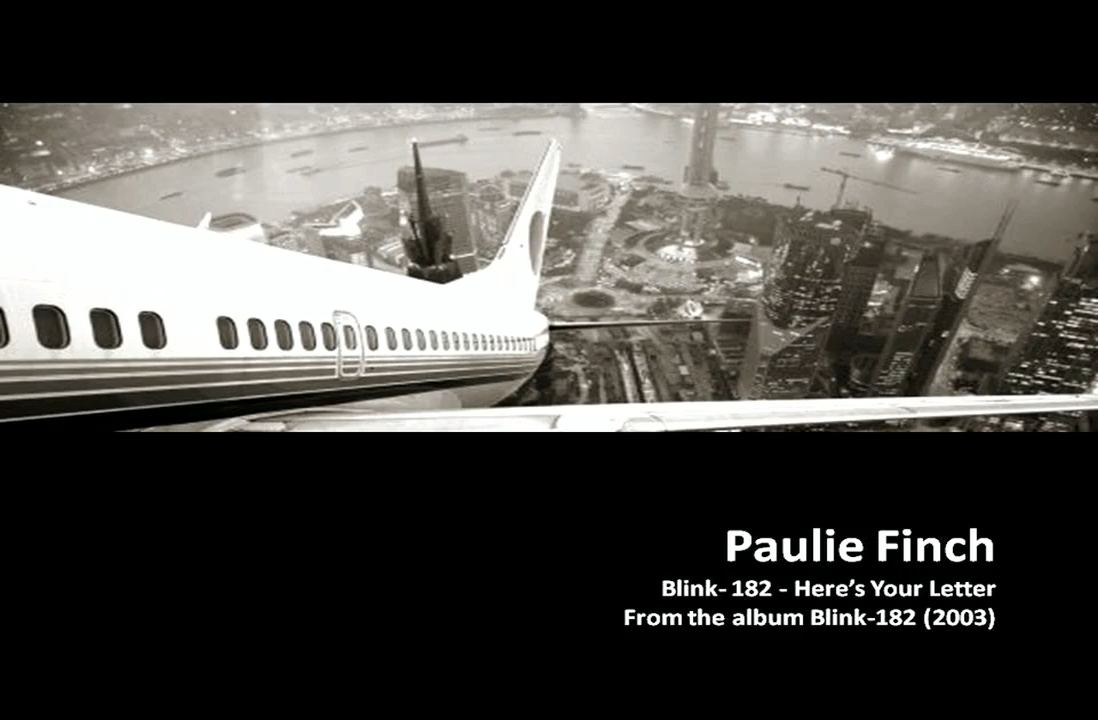 Paulie Finch
Blink-182 - Here’s Your Letter
From the album Blink-182 (2003)